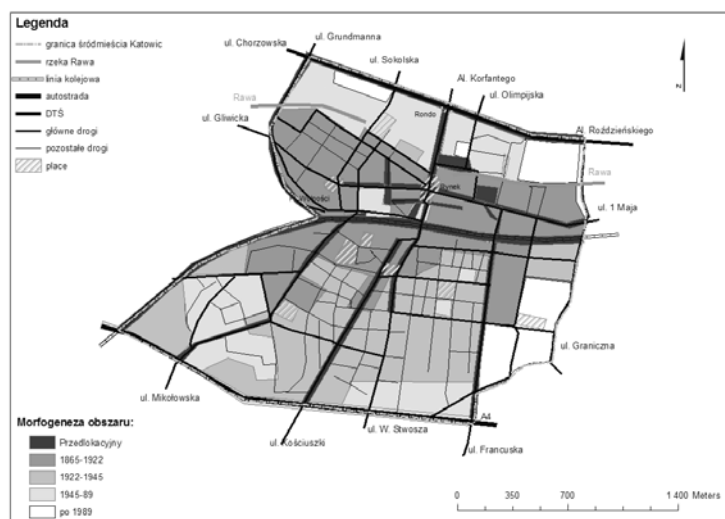 Legenda
granica śródmieścia Katowic
rzeka Rawa
linia kolejowa
autostrada
DTŚ
główne drogi
pozostałe drogi
place
ul. Grundmanna
ul. Chorzowska
ul. Sokolska
Al. Korfantego
ul. Olimpijska
Rawa
ul. Gliwicka
Rondo
Al. Roździeńskiego
N
Rawa
Rynek
ul. 1 Maja
ul. Graniczna
ul. Mikołowska
A4
ul. Kościuszki
ul. W. Stwosza
ul. Francuska
Morfogeneza obszaru:
Przedlokacyjny
1865-1922
1922-1945
1945-89
po 1989
0 350 700 1 400 Meters